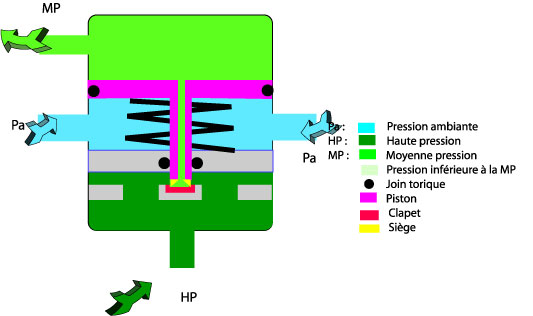 MP
Pa
Pa
HP
Pa : Pression ambiante
HP : Haute pression
MP : Moyenne pression
Pression inférieure à la MP
Join torique
Piston
Clapet
Siège